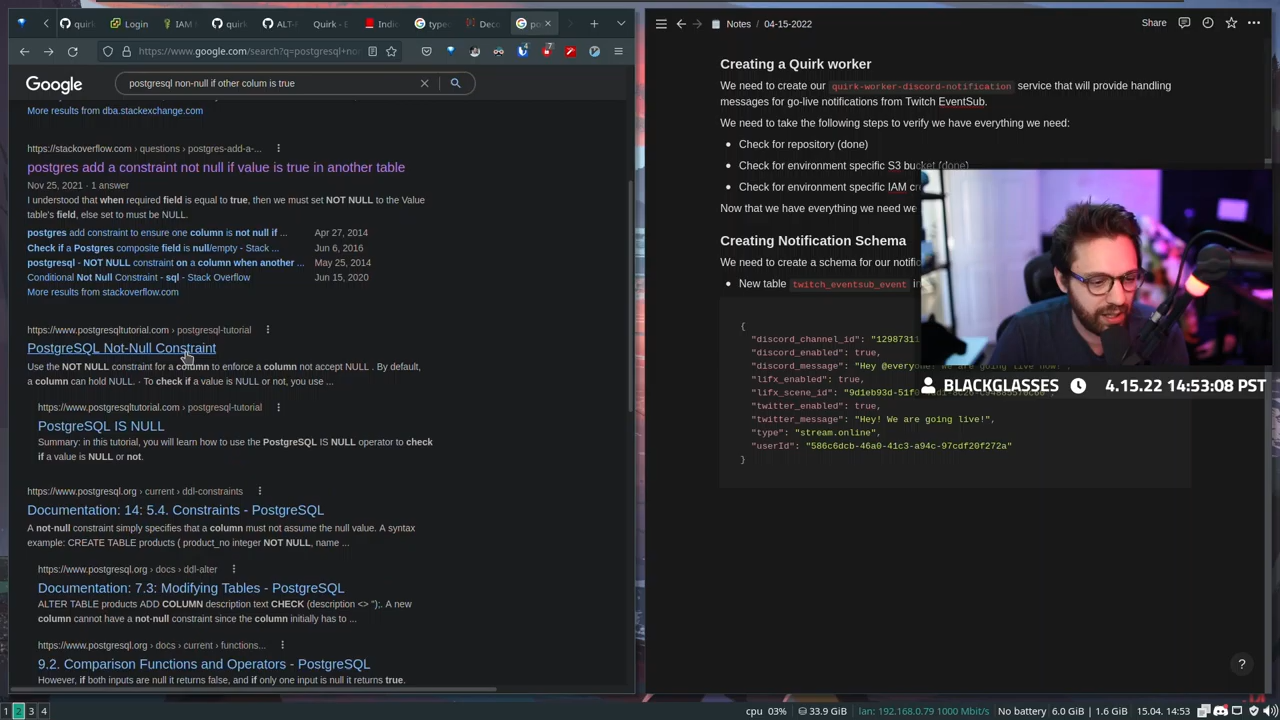 quirk
Login
IAM
quirk
ALT-A
Quirk - E
Indic
typec
Deco
po
https://www.google.com/search?q=postgresql+no
4
7
Google
postgresql non-null if other colum is true
More results from dba.stackexchange.com
https://stackoverflow.com › questions › postgres-add-a-...
postgres add a constraint not null if value is true in another table
Nov 25, 2021 · 1 answer
I understood that when required field is equal to true, then we must set NOT NULL to the Value
table's field, else set to must be NULL.
postgres add constraint to ensure one column is not null if ... Apr 27, 2014
Check if a Postgres composite field is null/empty - Stack ... Jun 6, 2016
postgresql - NOT NULL constraint on a column when another ... May 25, 2014
Conditional Not Null Constraint - sql - Stack Overflow Jun 15, 2020
More results from stackoverflow.com
https://www.postgresqltutorial.com › postgresql-tutorial
PostgreSQL Not-Null Constraint
Use the NOT NULL constraint for a column to enforce a column not accept NULL . By default,
a column can hold NULL. · To check if a value is NULL or not, you use ...
https://www.postgresqltutorial.com › postgresql-tutorial
PostgreSQL IS NULL
Summary: in this tutorial, you will learn how to use the PostgreSQL IS NULL operator to check
if a value is NULL or not.
https://www.postgresql.org › current › ddl-constraints
Documentation: 14: 5.4. Constraints - PostgreSQL
A not-null constraint simply specifies that a column must not assume the null value. A syntax
example: CREATE TABLE products ( product_no integer NOT NULL, name ...
https://www.postgresql.org › docs › ddl-alter
Documentation: 7.3: Modifying Tables - PostgreSQL
ALTER TABLE products ADD COLUMN description text CHECK (description <> '');. A new
column cannot have a not-null constraint since the column initially has to ...
https://www.postgresql.org › docs › current › functions...
9.2. Comparison Functions and Operators - PostgreSQL
However, if both inputs are null it returns false, and if only one input is null it returns true.
Notes / 04-15-2022
Share
Creating a Quirk worker
We need to create our quirk-worker-discord-notification service that will provide handling
messages for go-live notifications from Twitch EventSub.
We need to take the following steps to verify we have everything we need:
• Check for repository (done)
• Check for environment specific S3 bucket (done)
• Check for environment specific IAM
Now that we have everything we need we
Creating Notification Schema
We need to create a schema for our
• New table twitch_eventsub_event
{
"discord_channel_id": "1298731
"discord_enabled": true,
"discord_message": "Hey @everyone! We are going live now!",
"lifx_enabled": true,
"lifx_scene_id":
"twitter_enabled": true,
"twitter_message": "Hey! We are going live!",
"type": "stream.online",
"userId": "586c6dcb-46a0-41c3-a94c-97cdf20f272a"
}
BLACKGLASSES 4.15.22 14:53:08 PST
?
1 2 3 4
cpu 03% 33.9 GiB lan: 192.168.0.79 1000 Mbit/s No battery 6.0 GiB | 1.6 GiB 15.04. 14:53